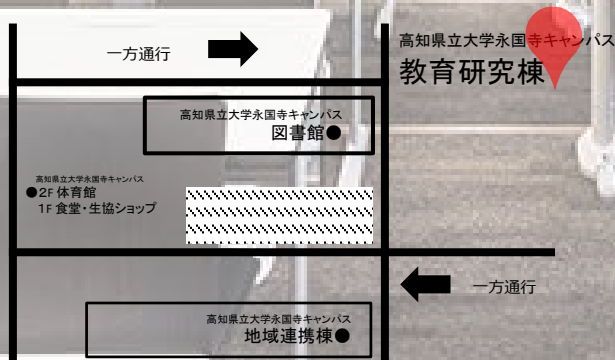 一方通行
高知県立大学永国寺キャンパス
教育研究棟
高知県立大学永国寺キャンパス
図書館●
高知県立大学永国寺キャンパス
●2F 体育館
1F 食堂・生協ショップ
一方通行
高知県立大学永国寺キャンパス
地域連携棟●